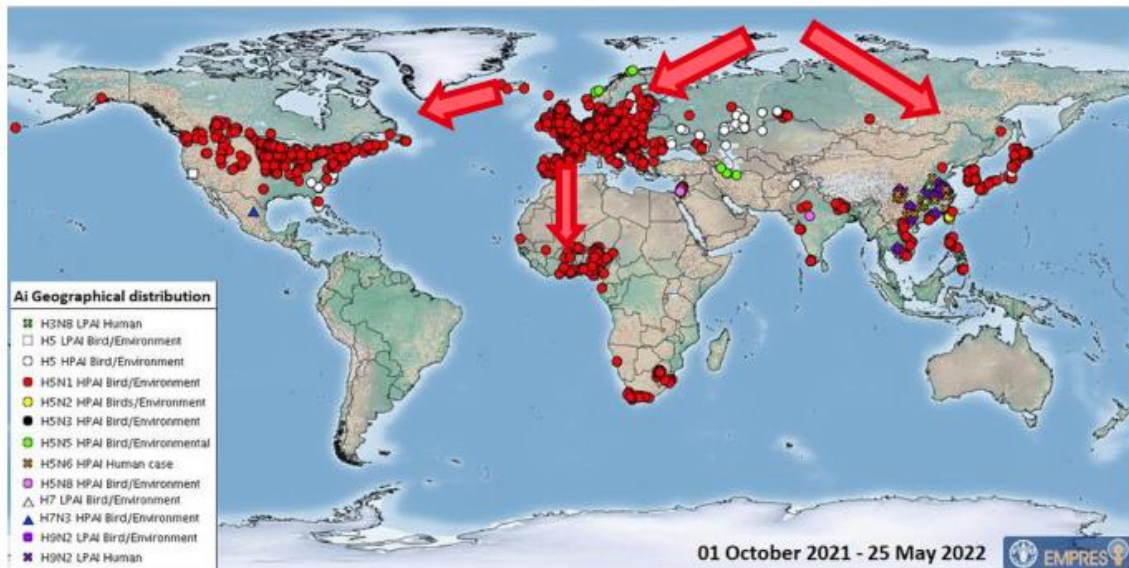 Ai Geographical distribution
H3N8 LPAI Human
H5 LPAI Bird/Environment
H5 HPAI Bird/Environment
H5N1 HPAI Bird/Environment
H5N2 HPAI Birds/Environment
H5N3 HPAI Bird/Environment
H5N5 HPAI Bird/Environmental
H5N6 HPAI Human case
H5N8 HPAI Bird/Environment
H7 LPAI Bird/Environment
H7N3 HPAI Bird/Environment
H9N2 LPAI Bird/Environment
H9N2 LPAI Human
01 October 2021 - 25 May 2022
EMPRES